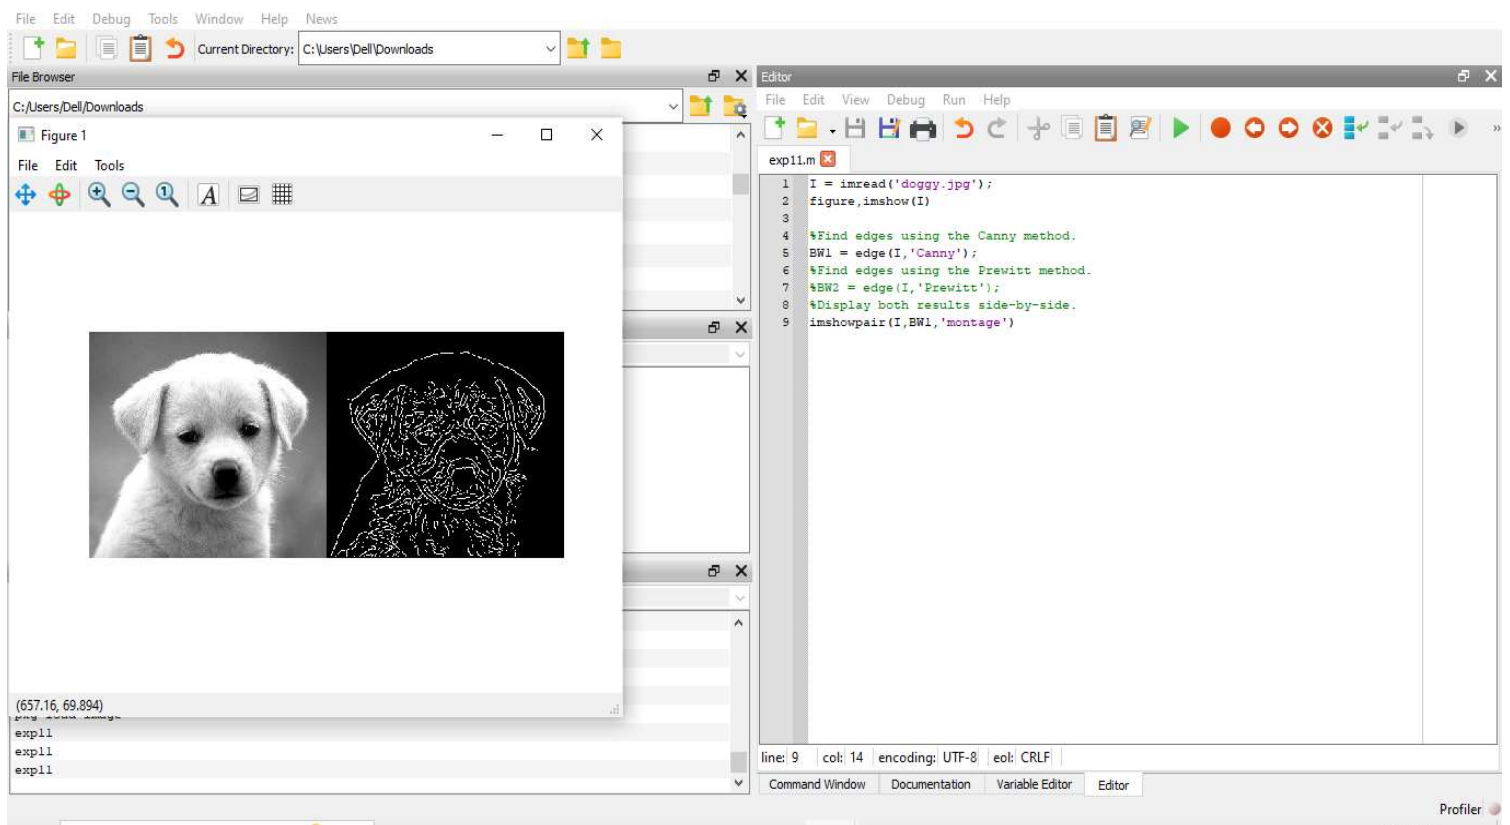 File Edit Debug Tools Window Help News
Current Directory: C:\Users\Dell\Downloads
File Browser
C:/Users/Dell/Downloads
Figure 1
File Edit Tools
A
(657.16, 69.894)
pkg load image
exp11
exp11
exp11
Editor
File Edit View Debug Run Help
exp11.m
1 I = imread('doggy.jpg');
2 figure,imshow(I)
3
4 %Find edges using the Canny method.
5 BW1 = edge(I,'Canny');
6 %Find edges using the Prewitt method.
7 %BW2 = edge(I,'Prewitt');
8 %Display both results side-by-side.
9 imshowpair(I,BW1,'montage')
line: 9 col: 14 encoding: UTF-8 eol: CRLF
Command Window Documentation Variable Editor Editor
Profiler